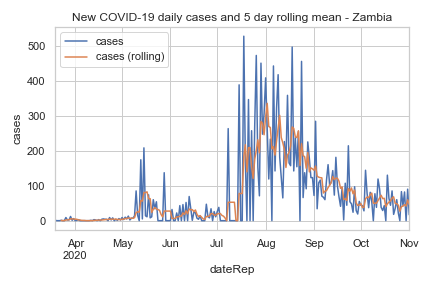 New COVID-19 daily cases and 5 day rolling mean - Zambia
cases
cases (rolling)
500
400
300
200
100
0
cases
Apr May Jun Jul Aug Sep Oct Nov
2020
dateRep